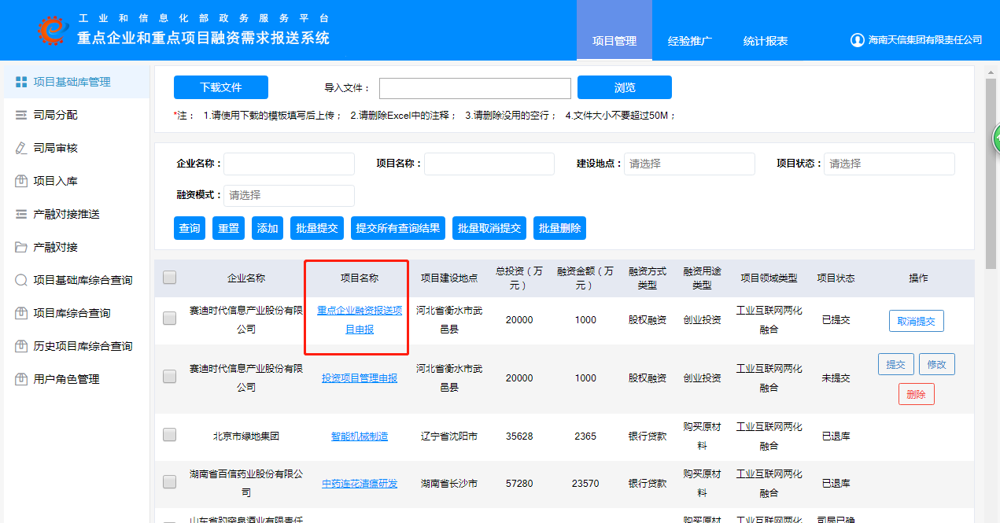 工业和信息化部政务服务平台
重点企业和重点项目融资需求报送系统
项目管理
经验推广
统计报表
海南天信集团有限责任公司
项目基础库管理
司局分配
司局审核
项目入库
产融对接推送
产融对接
项目基础库综合查询
项目库综合查询
历史项目库综合查询
用户角色管理
下载文件 导入文件： 浏览
*注： 1.请使用下载的模板填写后上传； 2.请删除Excel中的注释； 3.请删除没用的空行； 4.文件大小不要超过50M；
企业名称： 项目名称： 建设地点： 请选择 项目状态： 请选择
融资模式： 请选择
查询 重置 添加 批量提交 提交所有查询结果 批量取消提交 批量删除
企业名称 项目名称 项目建设地点 总投资（万元） 融资金额（万元） 融资方式类型 融资用途类型 项目领域类型 项目状态 操作
赛迪时代信息产业股份有限公司 重点企业融资报送项目申报 河北省衡水市武邑县 20000 1000 股权融资 创业投资 工业互联网两化融合 已提交 取消提交
赛迪时代信息产业股份有限公司 投资项目管理申报 河北省衡水市武邑县 20000 1000 股权融资 创业投资 工业互联网两化融合 未提交 提交 修改 删除
北京市绿地集团 智能机械制造 辽宁省沈阳市 35628 2365 银行贷款 购买原材料 工业互联网两化融合 已退库
湖南省百信药业股份有限公司 中药连花清瘟研发 湖南省长沙市 57280 23570 银行贷款 购买原材料 工业互联网两化融合 已退库
山东省趵突泉酒业有限责任 购买原材 工业互联网两化 司局已确